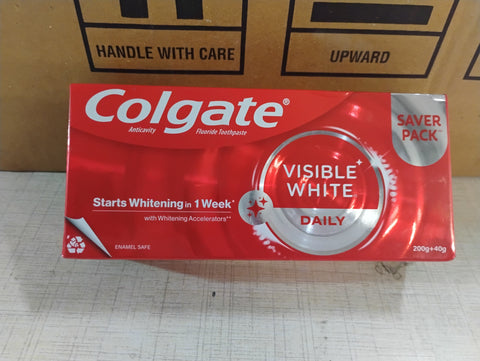 HANDLE WITH CARE
UPWARD
Colgate®
Anticavity Fluoride Toothpaste
SAVER
PACK
VISIBLE
WHITE
DAILY
Starts Whitening in 1 Week*
with Whitening Accelerators**
ENAMEL SAFE
200g+40g